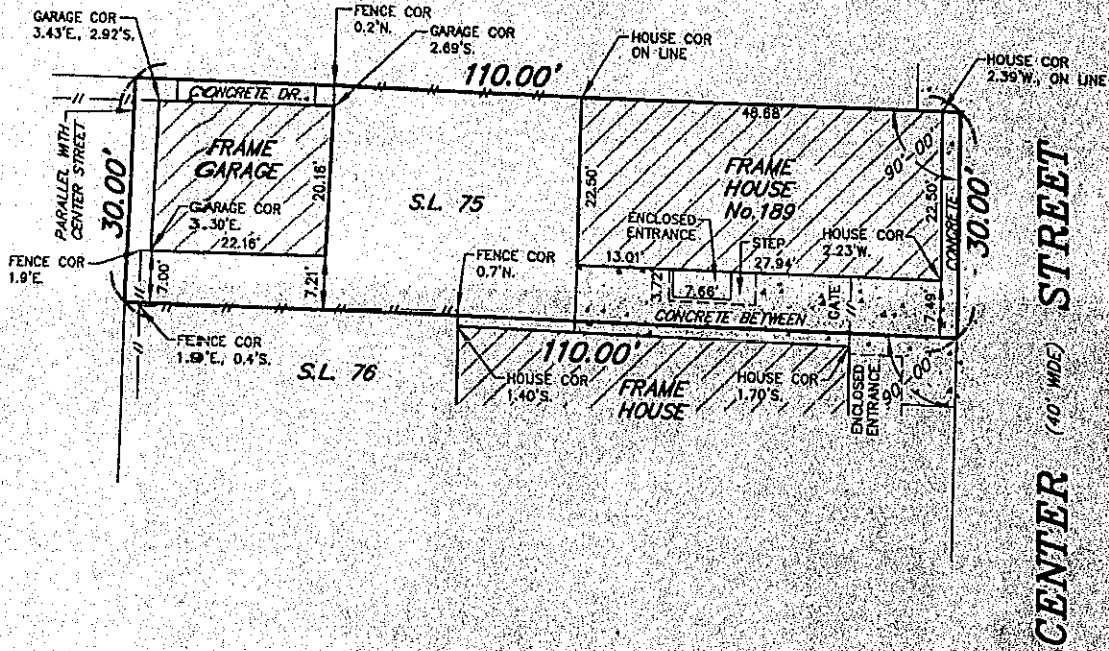 GARAGE COR
3.43'E., 2.92'S.
FENCE COR
0.2'N.
GARAGE COR
2.69'S.
HOUSE COR
ON LINE
HOUSE COR
2.39'W., ON LINE
110.00'
CONCRETE DR.
48.68'
90°-00'
PARALLEL WITH
CENTER STREET
30.00'
FRAME
GARAGE
20.18'
S.L. 75
22.50'
FRAME
HOUSE
No.189
22.50'
CONCRETE
30.00'
GARAGE COR
3.30'E.
22.16'
ENCLOSED
ENTRANCE
STEP
HOUSE COR
2.23'W.
FENCE COR
1.9'E.
7.00'
7.21'
FENCE COR
0.7'N.
13.01'
27.94'
3.72'
7.66'
GATE
7.49'
CONCRETE BETWEEN
FENCE COR
1.9'E., 0.4'S.
S.L. 76
110.00'
HOUSE COR
1.40'S.
FRAME
HOUSE
HOUSE COR
1.70'S.
ENCLOSED
ENTRANCE
90°-00'
CENTER (40' WIDE) STREET